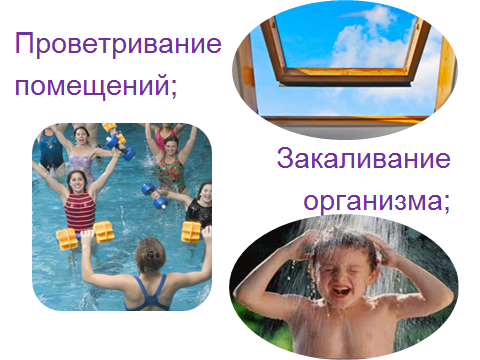 Проветривание
помещений;
Закаливание
организма;